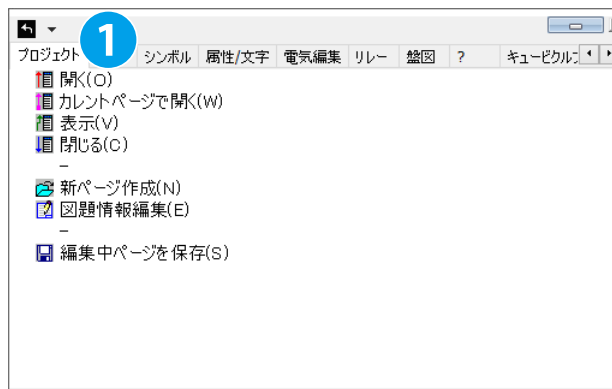 1
プロジェクト シンボル 属性/文字 電気編集 リレー 盤図 ? キュービクル
開く(O)
カレントページで開く(W)
表示(V)
閉じる(C)
-
新ページ作成(N)
図題情報編集(E)
-
編集中ページを保存(S)